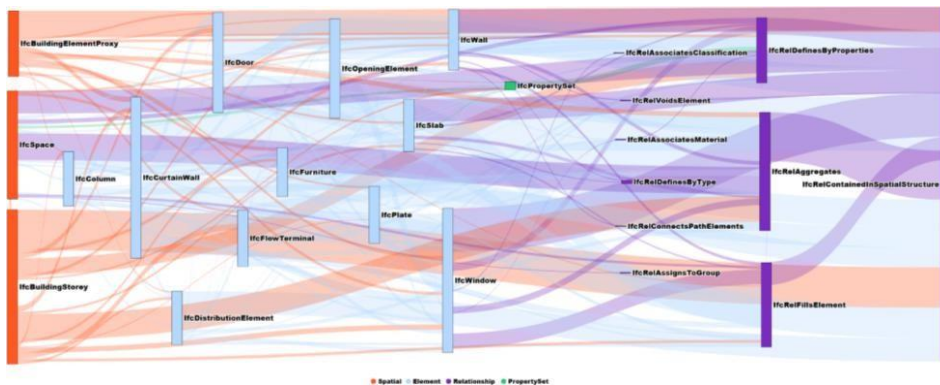 IfcBuildingElementProxy
IfcSpace
IfcBuildingStorey
IfcColumn
IfcCurtainWall
IfcDistributionElement
IfcDoor
IfcFlowTerminal
IfcFurniture
IfcOpeningElement
IfcPlate
IfcSlab
IfcWall
IfcWindow
IfcPropertySet
IfcRelAssociatesClassification
IfcRelVoidsElement
IfcRelAssociatesMaterial
IfcRelDefinesByType
IfcRelConnectsPathElements
IfcRelAssignsToGroup
IfcRelDefinesByProperties
IfcRelAggregates
IfcRelContainedInSpatialStructure
IfcRelFillsElement
Spatial Element Relationship PropertySet